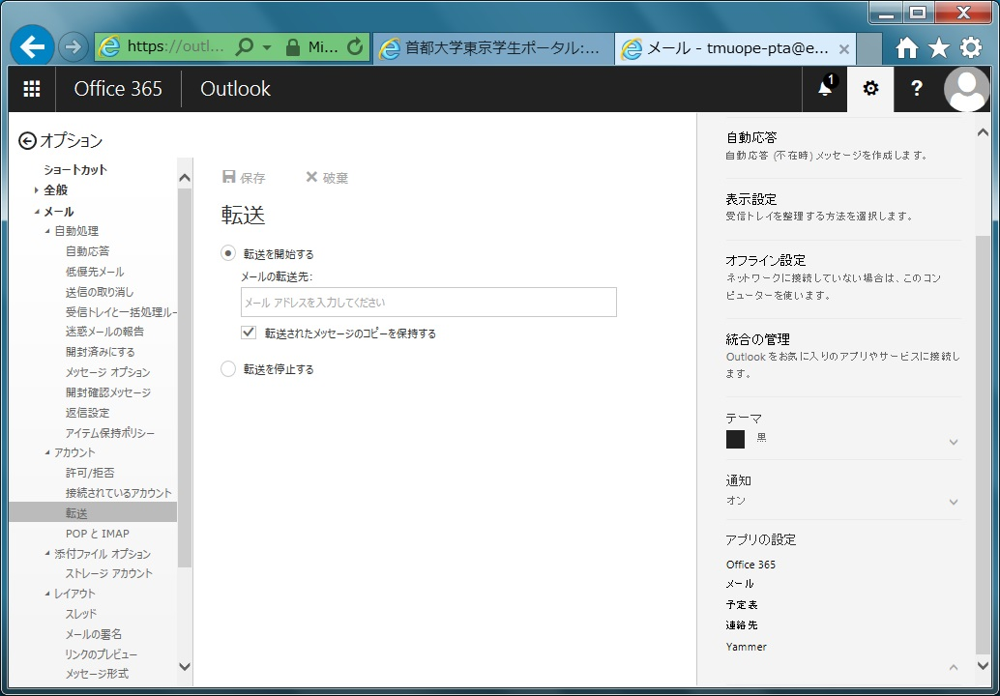 https://outl...
Mi...
首都大学東京学生ポータル:...
メール - tmuope-pta@e...
Office 365
Outlook
1
?
オプション
ショートカット
全般
メール
自動処理
自動応答
低優先メール
送信の取り消し
受信トレイと一括処理ルー
迷惑メールの報告
開封済みにする
メッセージ オプション
開封確認メッセージ
返信設定
アイテム保持ポリシー
アカウント
許可/拒否
接続されているアカウント
転送
POP と IMAP
添付ファイル オプション
ストレージ アカウント
レイアウト
スレッド
メールの署名
リンクのプレビュー
メッセージ形式
保存
破棄
転送
転送を開始する
メールの転送先:
メール アドレスを入力してください
転送されたメッセージのコピーを保持する
転送を停止する
自動応答
自動応答 (不在時) メッセージを作成します。
表示設定
受信トレイを整理する方法を選択します。
オフライン設定
ネットワークに接続していない場合は、このコン
ピューターを使います。
統合の管理
Outlook をお気に入りのアプリやサービスに接続し
ます。
テーマ
黒
通知
オン
アプリの設定
Office 365
メール
予定表
連絡先
Yammer